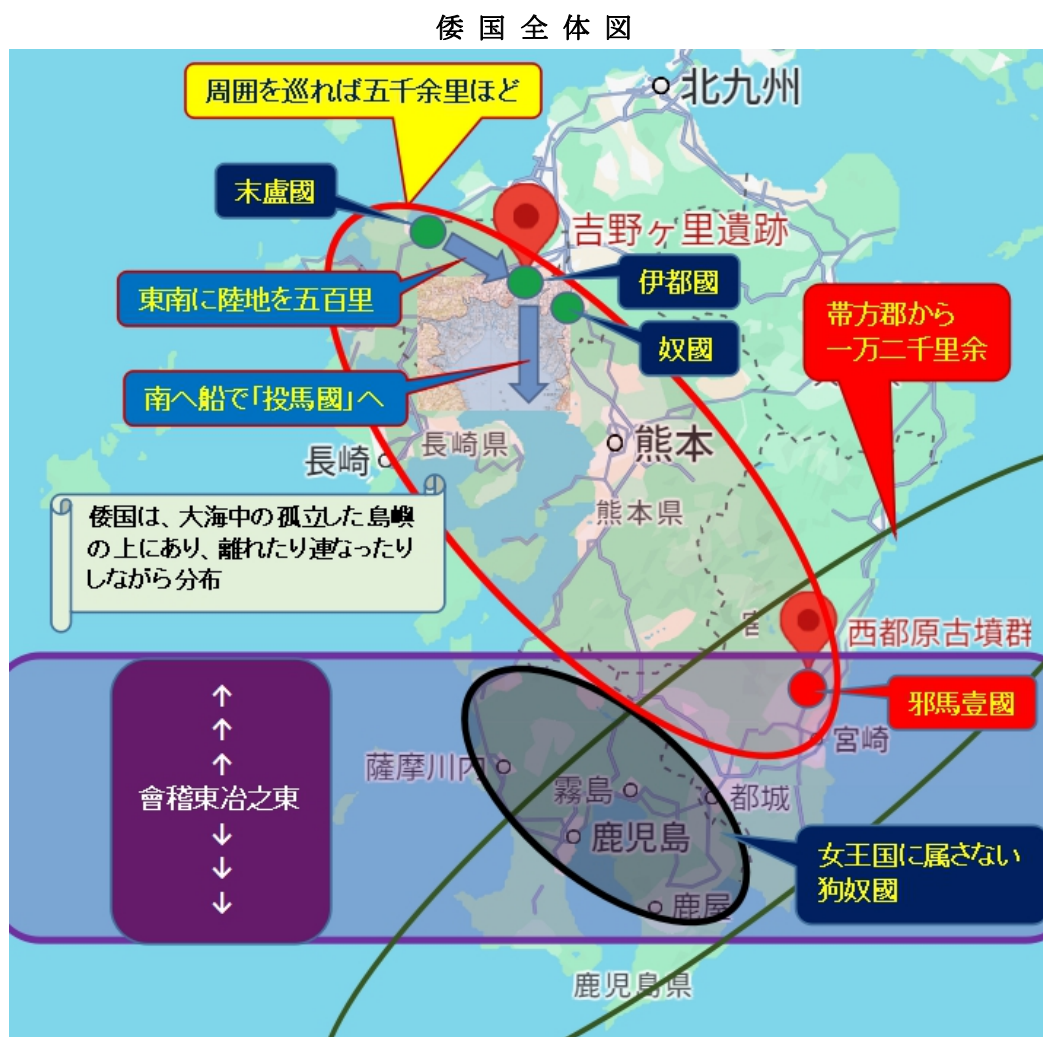 倭国全体図
周囲を巡れば五千余里ほど
北九州
末盧國
吉野ヶ里遺跡
東南に陸地を五百里
伊都國
帯方郡から
一万二千里余
奴國
南へ船で「投馬國」へ
長崎
長崎県
熊本
熊本県
倭国は、大海中の孤立した島嶼
の上にあり、離れたり連なったり
しながら分布
宮
西都原古墳群
邪馬壹國
宮崎
↑
↑
↑
會稽東冶之東
↓
↓
↓
薩摩川内
霧島
都城
鹿児島
女王国に属さない
狗奴國
鹿屋
鹿児島県